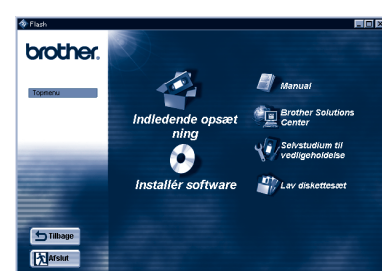 Flash
brother.
Topmenu
Indledende opsæt
ning
Installér software
Manual
Brother Solutions
Center
Selvstudium til
vedligeholdelse
Lav diskettesæt
Tilbage
Afslut